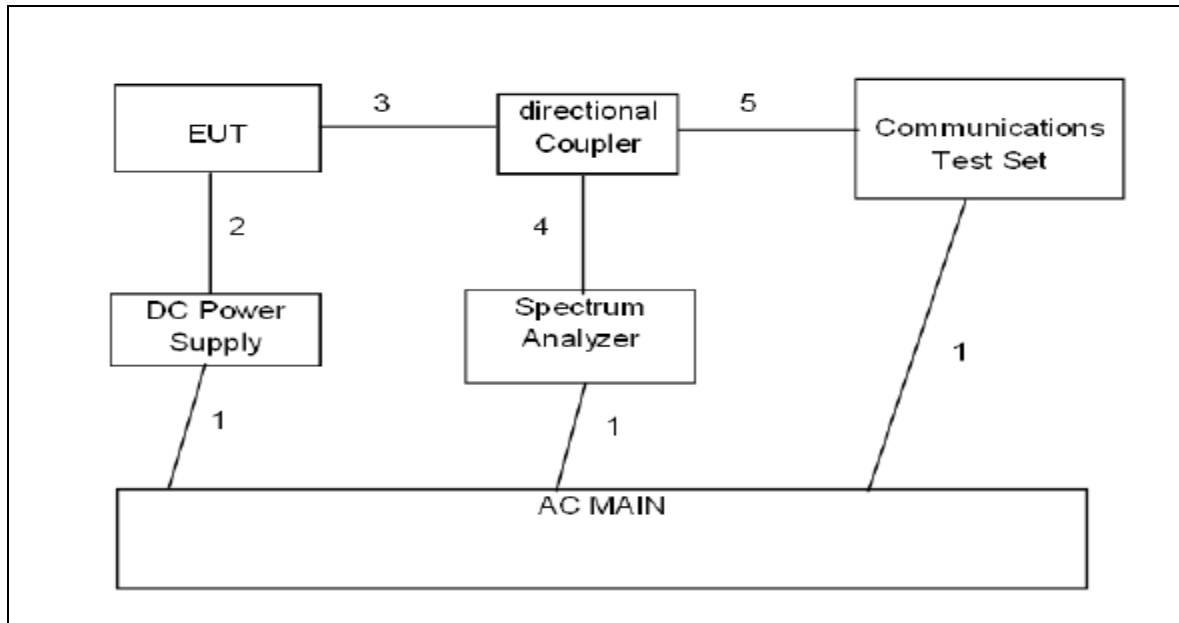 EUT
3
directional
Coupler
5
Communications
Test Set
2
4
DC Power
Supply
Spectrum
Analyzer
1
1
1
AC MAIN